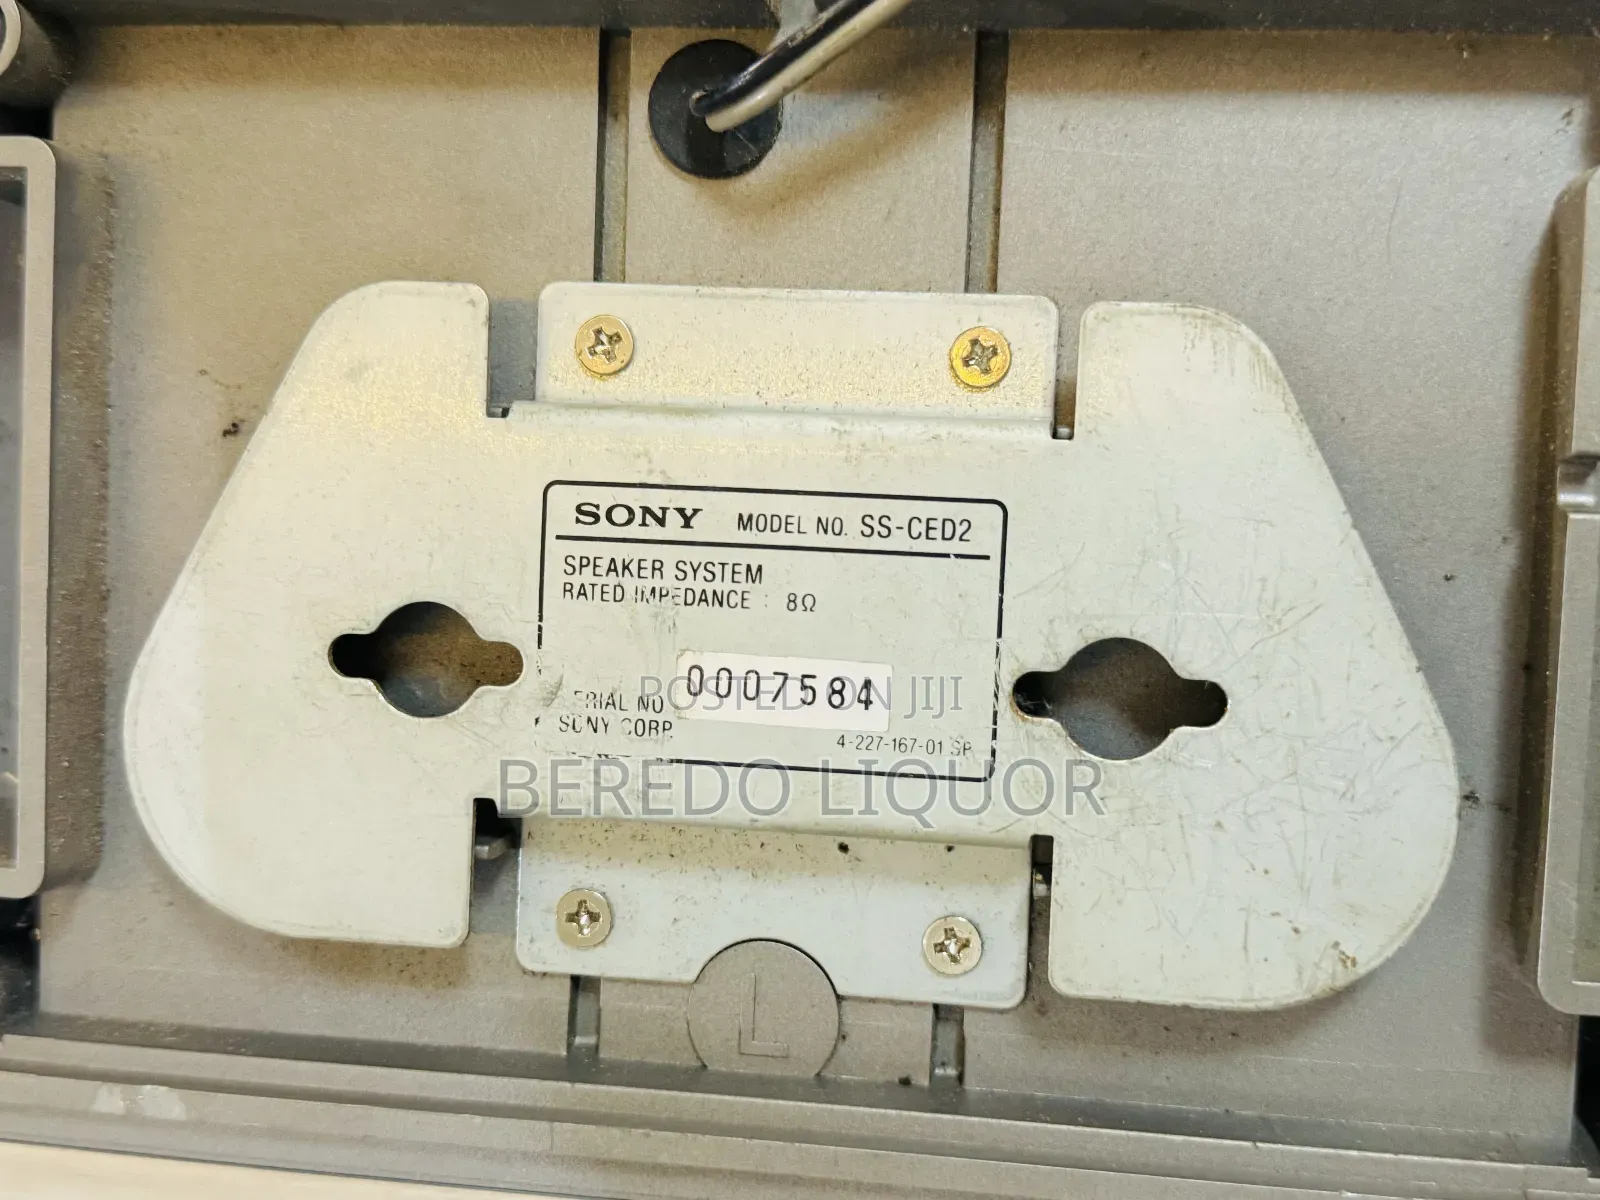 SONY MODEL NO. SS-CED2
SPEAKER SYSTEM
RATED IMPEDANCE : 8Ω
ERIAL NO 0007584
POSTED ON JIJI
SONY CORP.
4-227-167-01 SP
BEREDO LIQUOR
L